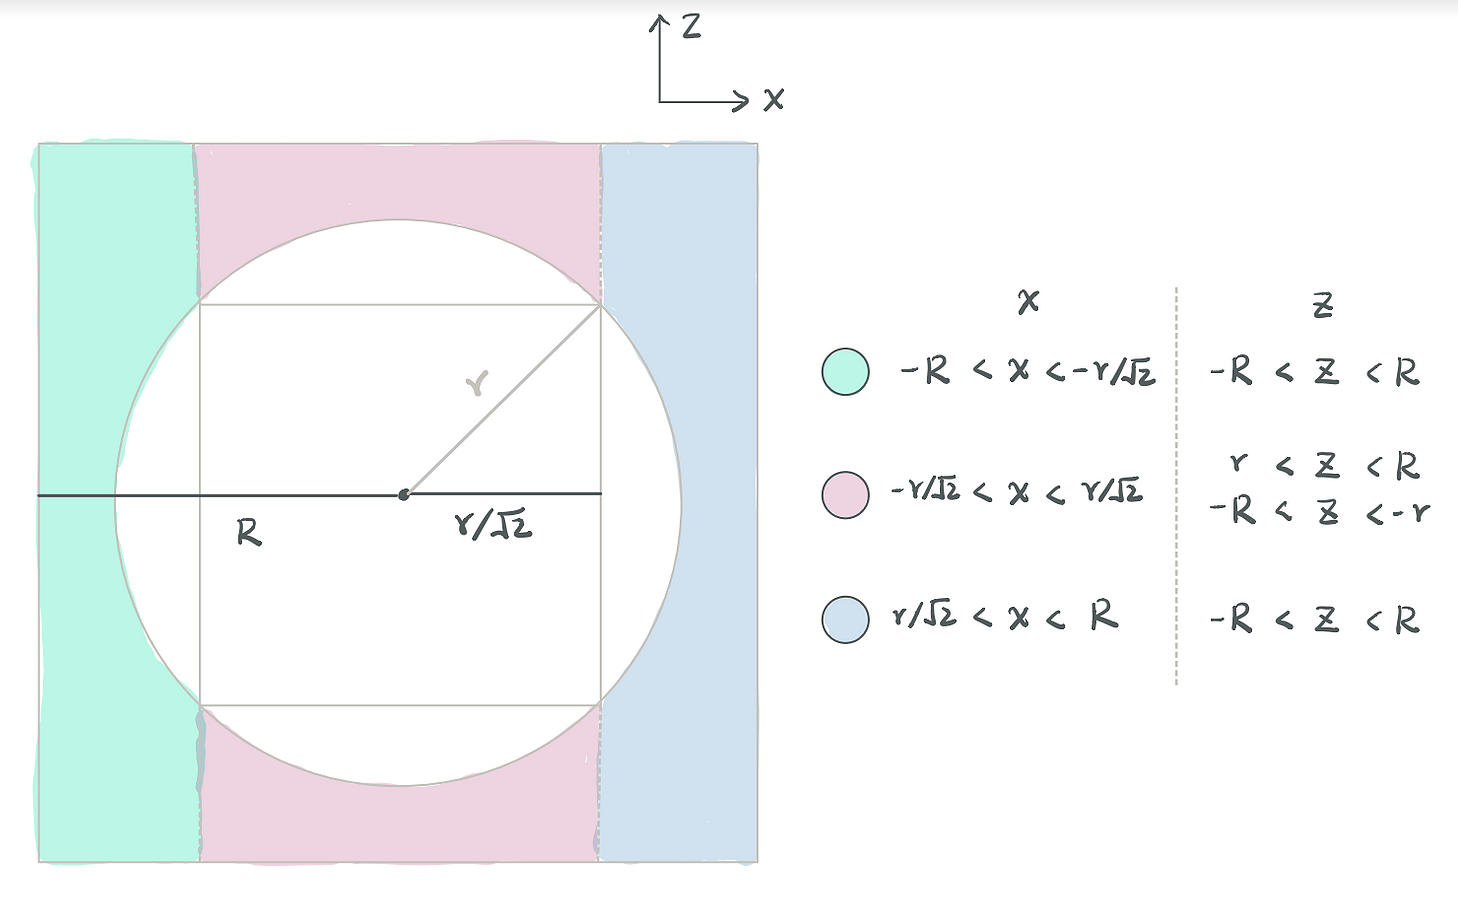 Z
X
x
z
-R < x < -r/√2
-R < z < R
r
r < z < R
-r/√2 < x < r/√2
-R < z < -r
R
r/√2
r/√2 < x < R
-R < z < R